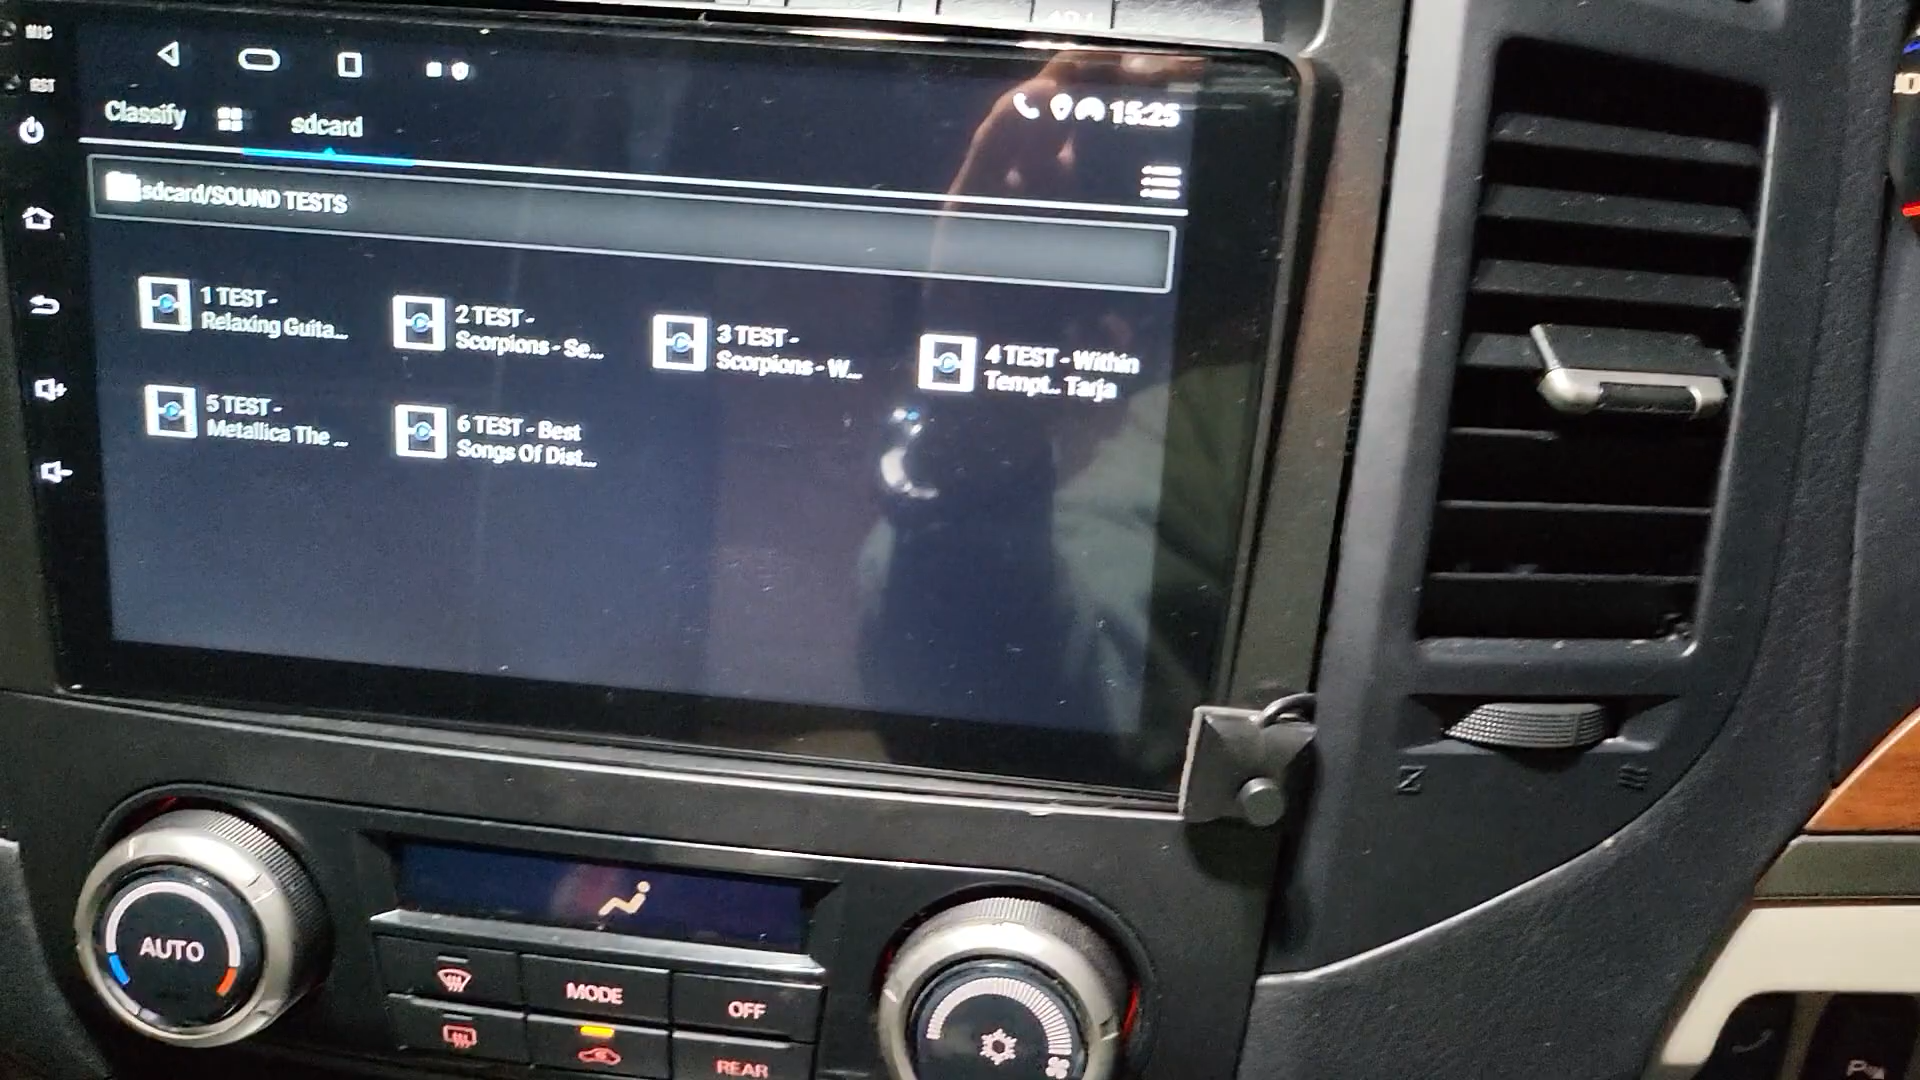 MIC
RST
15:25
Classify
sdcard
sdcard/SOUND TESTS
1 TEST -
Relaxing Guita...
2 TEST -
Scorpions - Se...
3 TEST -
Scorpions - W...
4 TEST - Within
Tempt... Tarja
5 TEST -
Metallica The ...
6 TEST - Best
Songs Of Dist...
AUTO
MODE
OFF
REAR